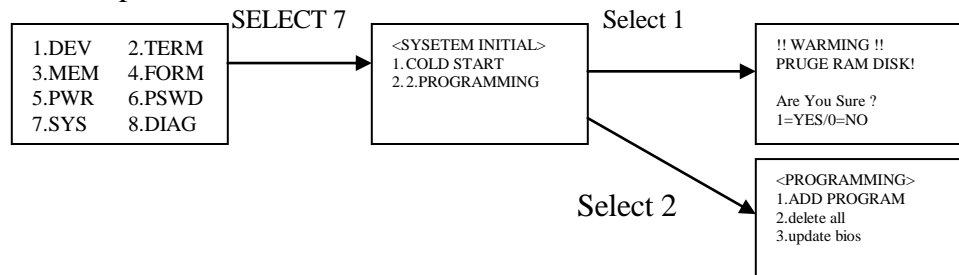 SELECT 7
Select 1
1.DEV 2.TERM
3.MEM 4.FORM
5.PWR 6.PSWD
7.SYS 8.DIAG
<SYSETEM INITIAL>
1.COLD START
2.2.PROGRAMMING
!! WARMING !!
PRUGE RAM DISK!
Are You Sure ?
1=YES/0=NO
Select 2
<PROGRAMMING>
1.ADD PROGRAM
2.delete all
3.update bios